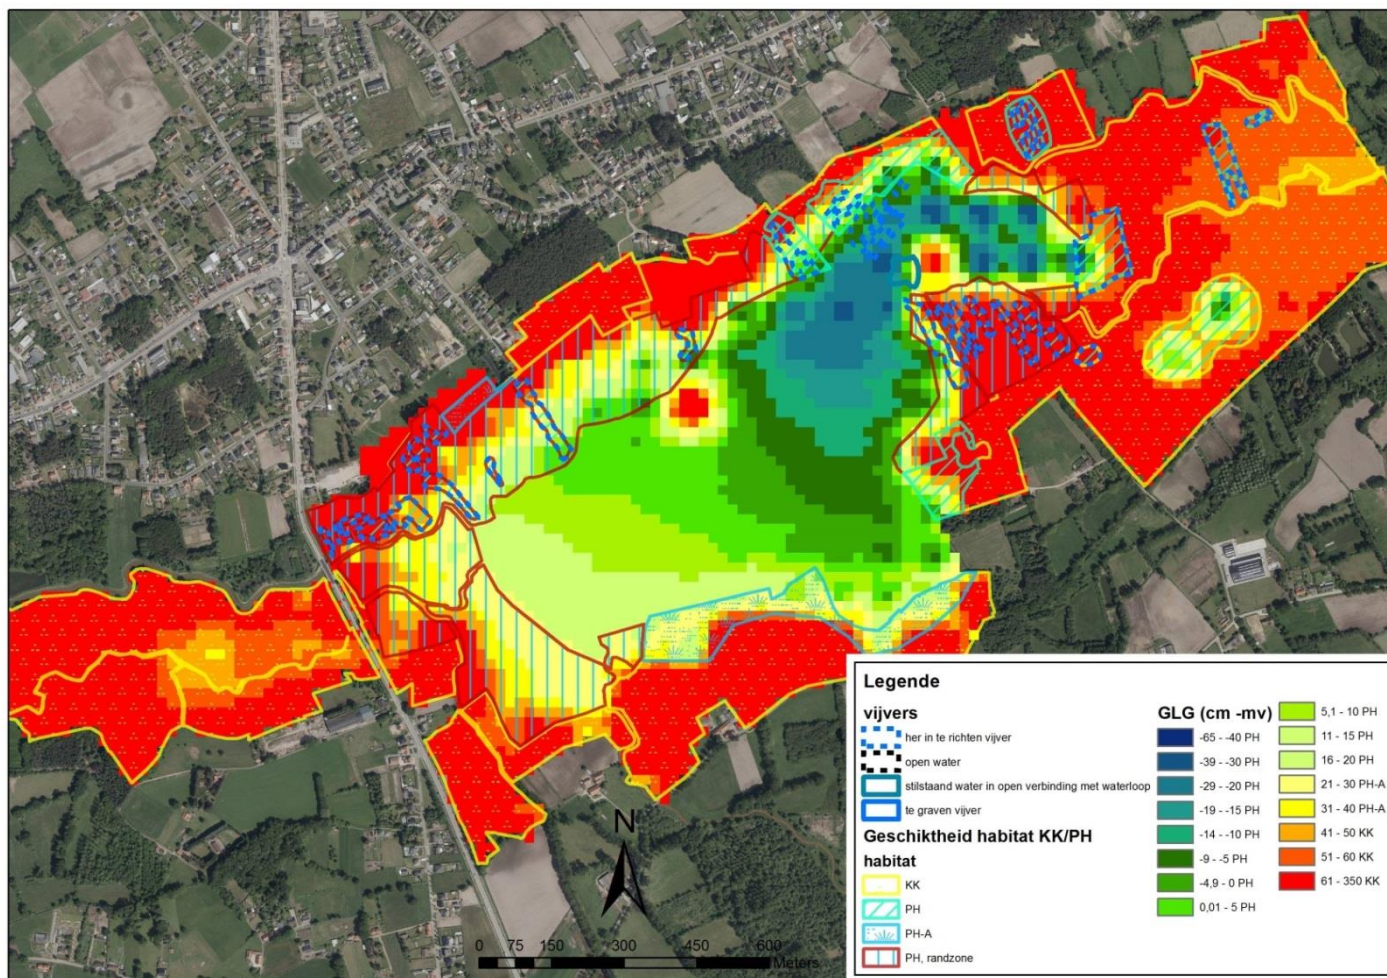 N
0 75 150 300 450 600
Meters
Legende
vijvers
her in te richten vijver
open water
stilstaand water in open verbinding met waterloop
te graven vijver
Geschiktheid habitat KK/PH
habitat
KK
PH
PH-A
PH, randzone
GLG (cm -mv)
-65 - -40 PH
-39 - -30 PH
-29 - -20 PH
-19 - -15 PH
-14 - -10 PH
-9 - -5 PH
-4,9 - 0 PH
0,01 - 5 PH
5,1 - 10 PH
11 - 15 PH
16 - 20 PH
21 - 30 PH-A
31 - 40 PH-A
41 - 50 KK
51 - 60 KK
61 - 350 KK